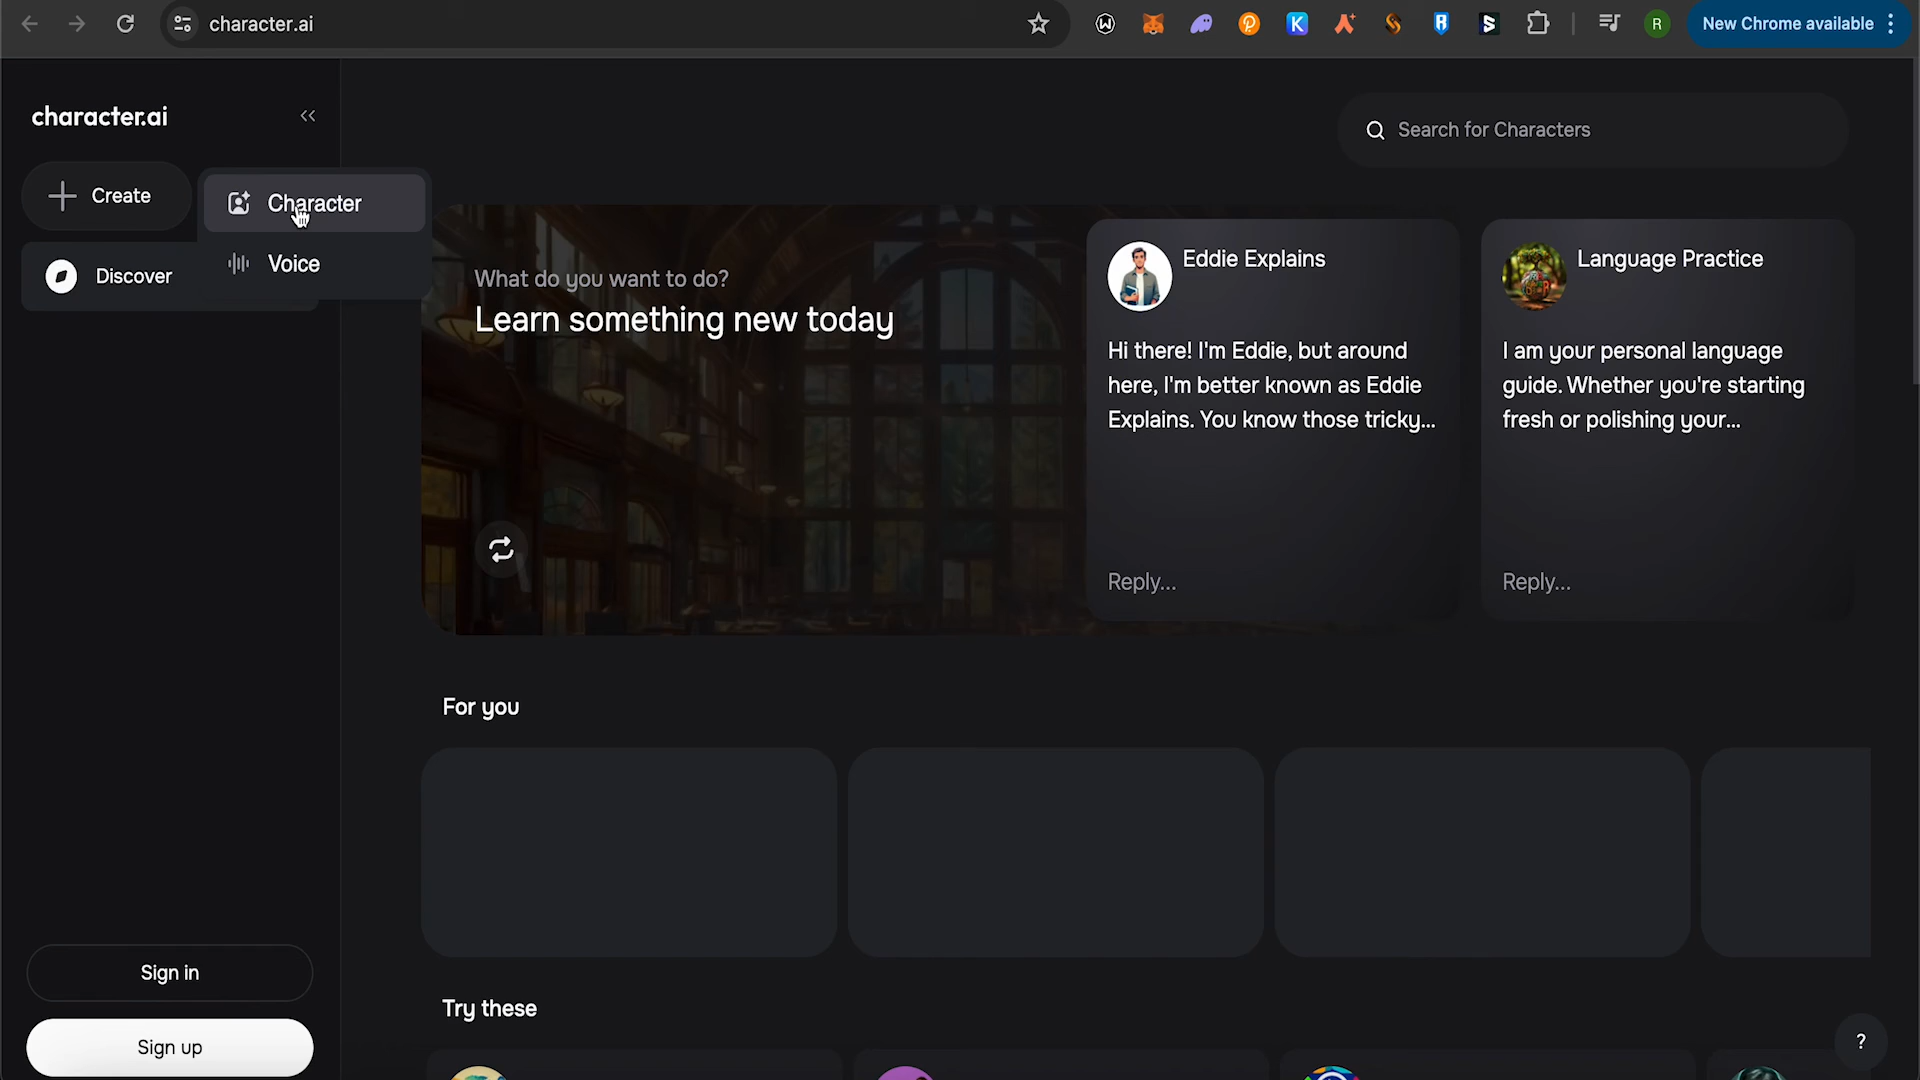 character.ai
New Chrome available
R
character.ai
Search for Characters
Create
Character
Voice
Discover
What do you want to do?
Learn something new today
Eddie Explains
Hi there! I'm Eddie, but around
here, I'm better known as Eddie
Explains. You know those tricky...
Reply...
Language Practice
I am your personal language
guide. Whether you're starting
fresh or polishing your...
Reply...
For you
Try these
Sign in
Sign up
?